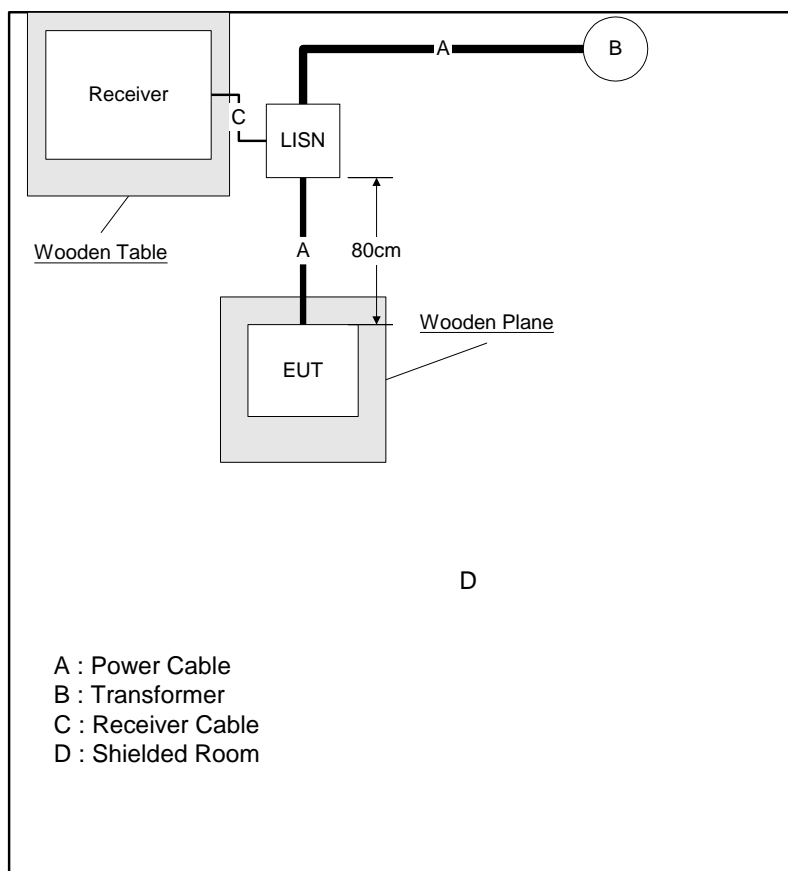 A
B
Receiver
C
LISN
Wooden Table
A
80cm
Wooden Plane
EUT
D
A : Power Cable
B : Transformer
C : Receiver Cable
D : Shielded Room